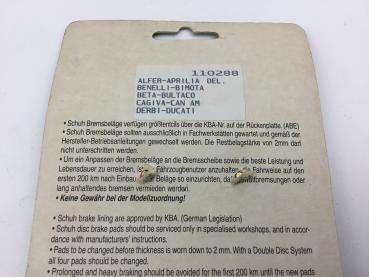 110288
ALFER-APRILIA DEL.
BENELLI-BIMOTA
BETA-BULTACO
CAGIVA-CAN AM
DERBI-DUCATI
• Schuh Bremsbeläge verfügen größtenteils über die KBA-Nr. auf der Rückenplatte. (ABE)
• Schuh Bremsbeläge sollten ausschließlich in Fachwerkstätten gewartet und gemäß der
Hersteller-Betriebsanleitungen gewechselt werden. Die Restbelagstärke von 2mm darf
nicht unterschritten werden.
• Um ein Anpassen der Bremsbeläge an die Bremsscheibe sowie die beste Leistung und
Lebensdauer zu erreichen, Fahrzeugbenutzer anzuhalten Fahrweise auf den
ersten 200 km nach Einbau Beläge so einzurichten, bremsungen oder
lang anhaltendes bremsen vermieden werden.
• Keine Gewähr bei der Modellzuordnung!
• Schuh brake lining are approved by KBA. (German Legislation)
• Schuh disc brake pads should be serviced only in specialised workshops, and in accor-
dance with manufacturers' instructions.
• Pads to be changed before thickness is worn down to 2 mm. With a Double Disc System
all four pads should be changed.
• Prolonged and heavy braking should be avoided for the first 200 km until the new pads